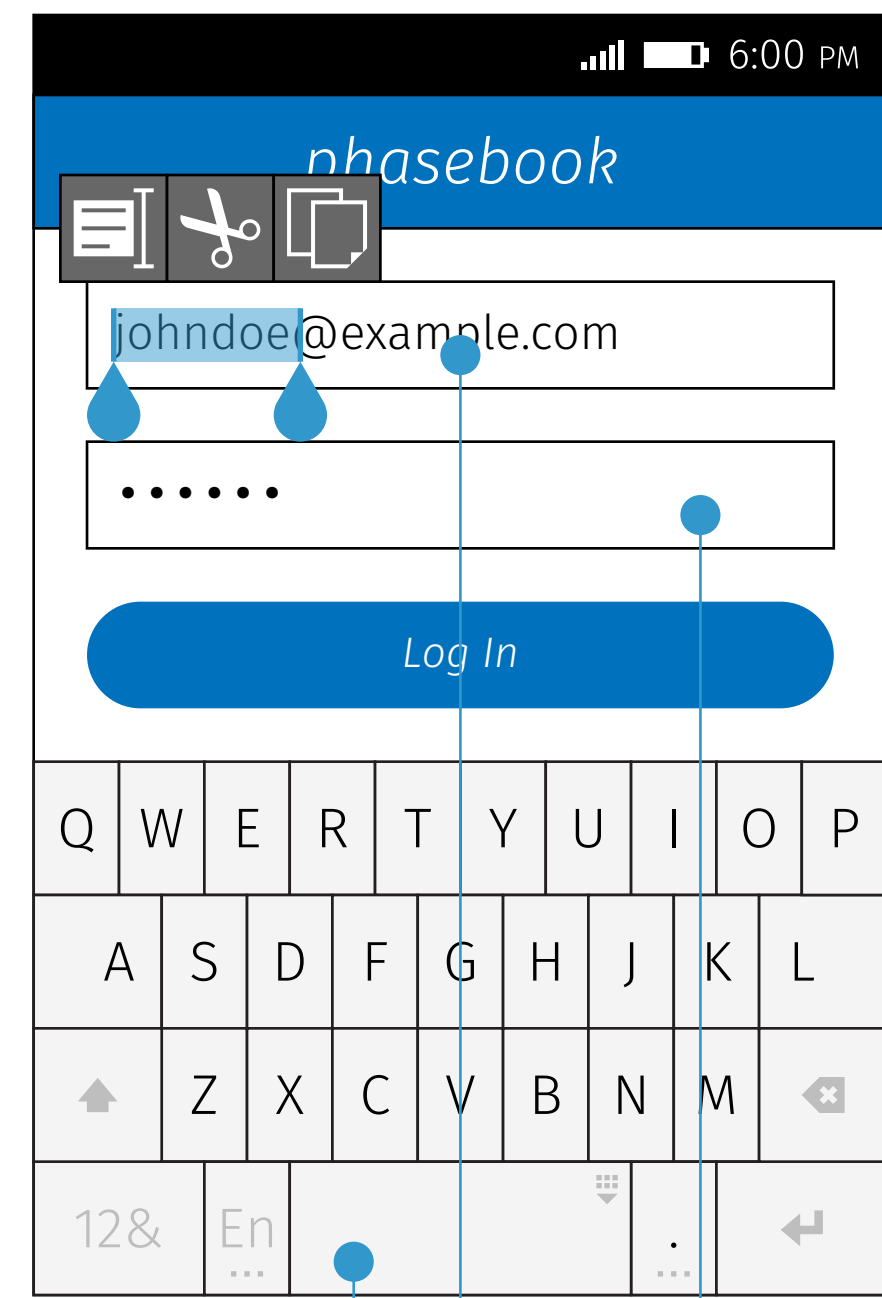 6:00 PM
phasebook
johndoe@example.com
••••••
Log In
Q W E R T Y U I O P
A S D F G H J K L
Z X C V B N M
12& En .